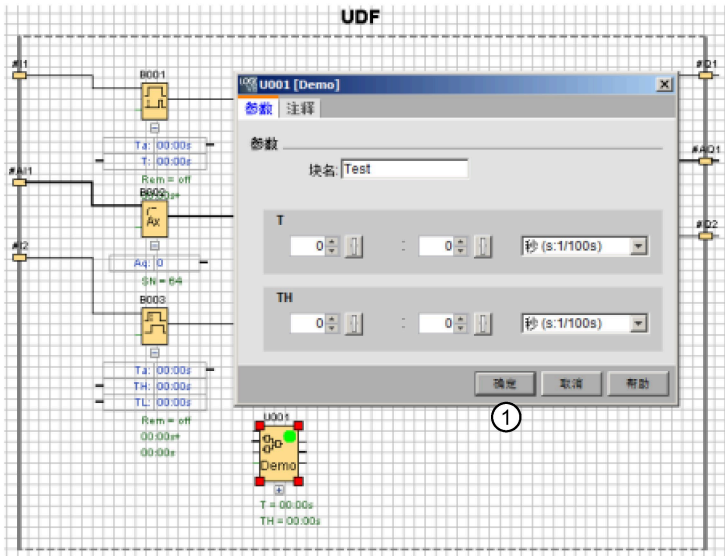 UDF
#I1
#Q1
B001
LOGO U001 [Demo]
参数 注释
Ta: 00:00s
T: 00:00s
Rem = off
00:00s+
参数
块名: Test
#AI1
#AQ1
B002
Ax
T
0 : 0 秒 (s:1/100s)
#Q2
#I2
Aq: 0
SN = 64
B003
TH
0 : 0 秒 (s:1/100s)
Ta: 00:00s
TH: 00:00s
TL: 00:00s
Rem = off
00:00s+
00:00s
确定 取消 帮助
1
U001
Demo
T = 00:00s
TH = 00:00s